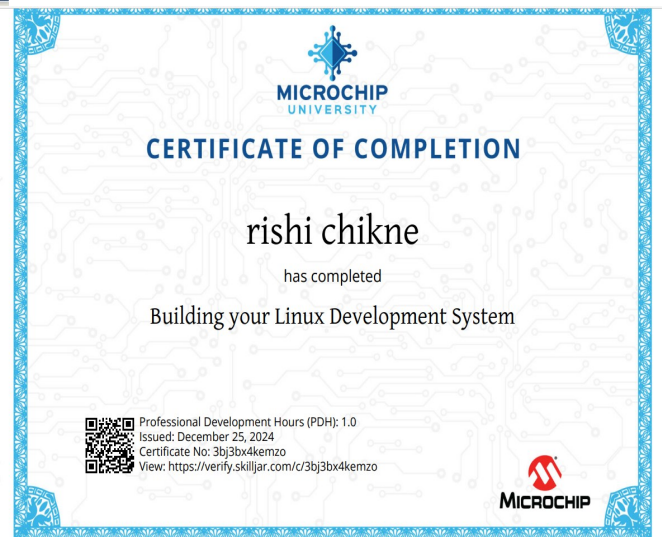 MICROCHIP
UNIVERSITY
CERTIFICATE OF COMPLETION
rishi chikne
has completed
Building your Linux Development System
Professional Development Hours (PDH): 1.0
Issued: December 25, 2024
Certificate No: 3bj3bx4kemzo
View: https://verify.skilljar.com/c/3bj3bx4kemzo
MICROCHIP